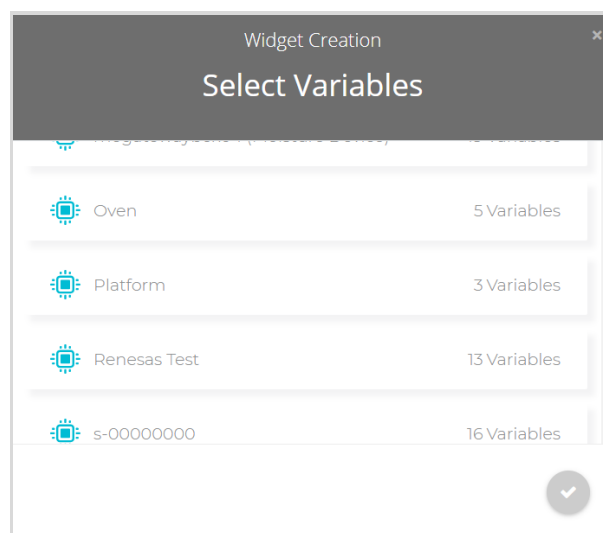 Widget Creation
×
Select Variables
Oven 5 Variables
Platform 3 Variables
Renesas Test 13 Variables
s-00000000 16 Variables